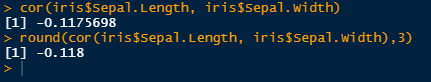 > cor(iris$Sepal.Length, iris$Sepal.Width)
[1] -0.1175698
> round(cor(iris$Sepal.Length, iris$Sepal.Width),3)
[1] -0.118
>